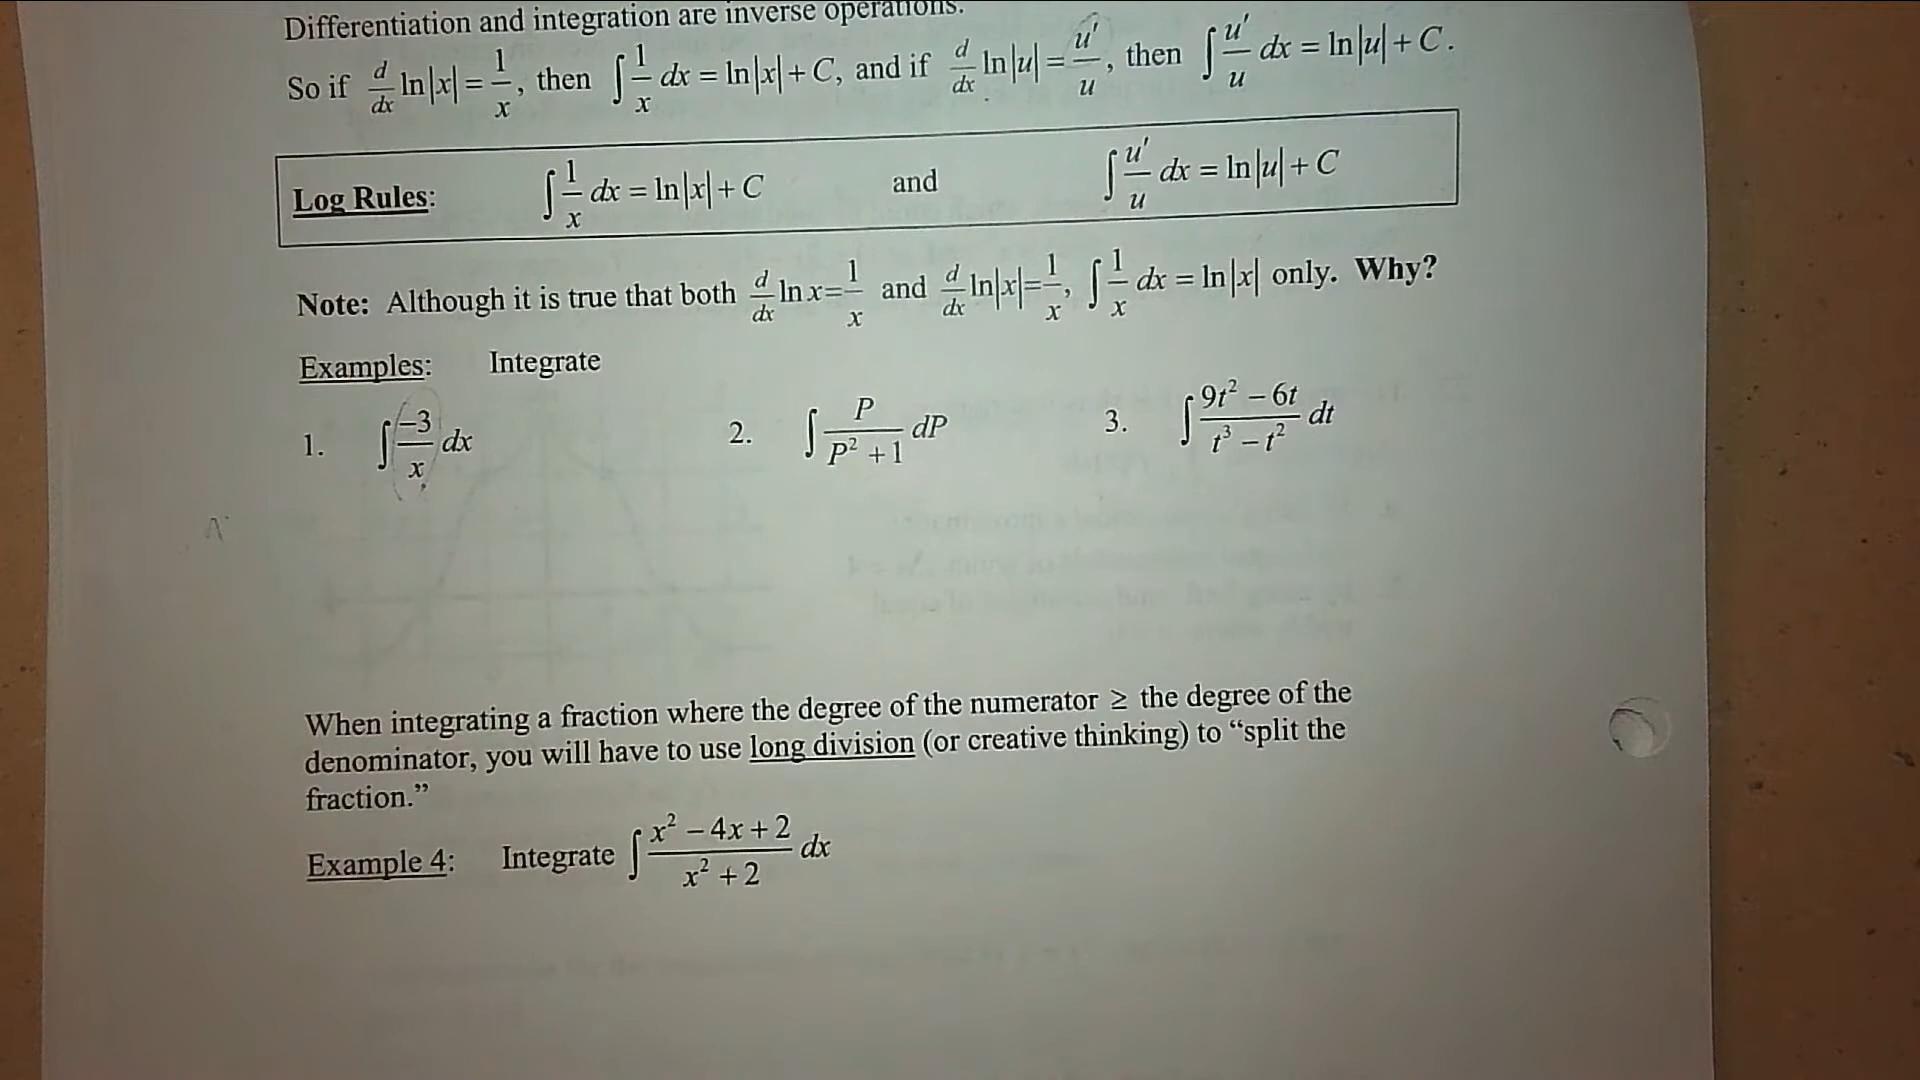 Differentiation and integration are inverse operations.
So if d/dx ln|x| = 1/x, then ∫ 1/x dx = ln|x| + C, and if d/dx ln|u| = u'/u, then ∫ u'/u dx = ln|u| + C.
Log Rules: ∫ 1/x dx = ln|x| + C and ∫ u'/u dx = ln|u| + C
Note: Although it is true that both d/dx ln x = 1/x and d/dx ln|x| = 1/x, ∫ 1/x dx = ln|x| only. Why?
Examples: Integrate
1. ∫ -3/x dx 2. ∫ P/(P² + 1) dP 3. ∫ (9t² − 6t)/(t³ − t²) dt
When integrating a fraction where the degree of the numerator ≥ the degree of the
denominator, you will have to use long division (or creative thinking) to “split the
fraction.”
Example 4: Integrate ∫ (x² − 4x + 2)/(x² + 2) dx